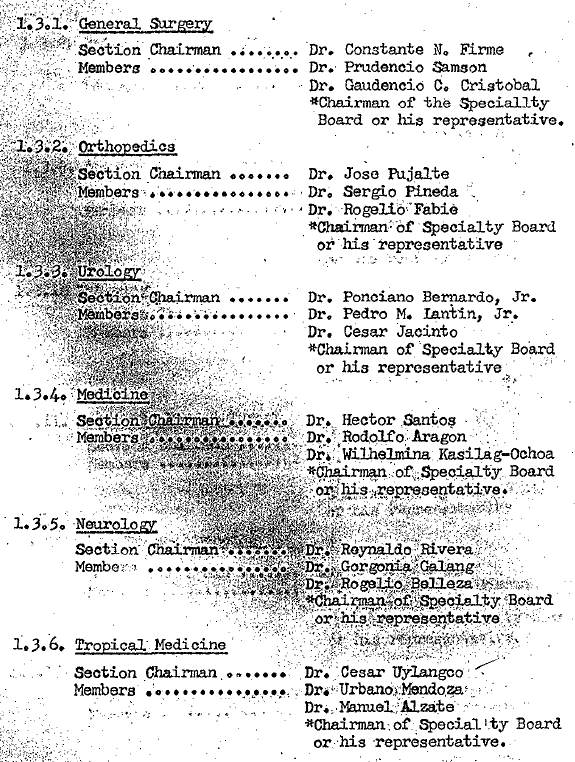 1.3.1. General Surgery
Section Chairman ........ Dr. Constante N. Firme
Members ................. Dr. Prudencio Samson
Dr. Gaudencio C. Cristobal
*Chairman of the Speciallty
Board or his representative.
1.3.2. Orthopedics
Section Chairman ....... Dr. Jose Pujalte
Members ................ Dr. Sergio Pineda
Dr. Rogelio Fabie
*Chairman of Specialty Board
or his representative
1.3.3. Urology
Section Chairman ....... Dr. Ponciano Bernardo, Jr.
Members ................ Dr. Pedro M. Lantin, Jr.
Dr. Cesar Jacinto
*Chairman of Specialty Board
or his representative
1.3.4. Medicine
Section Chairman ....... Dr. Hector Santos
Members ................ Dr. Rodolfo Aragon
Dr. Wilhelmina Kasilag-Ochoa
*Chairman of Specialty Board
or his representative.
1.3.5. Neurology
Section Chairman ....... Dr. Reynaldo Rivera
Members ................ Dr. Gorgonia Galang
Dr. Rogelio Belleza
*Chairman of Specialty Board
or his representative
1.3.6. Tropical Medicine
Section Chairman ....... Dr. Cesar Uylangco
Members ................ Dr. Urbano Mendoza
Dr. Manuel Alzate
*Chairman of Specialty Board
or his representative.